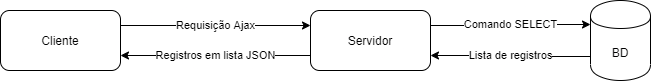 Cliente
Requisição Ajax
Registros em lista JSON
Servidor
Comando SELECT
Lista de registros
BD